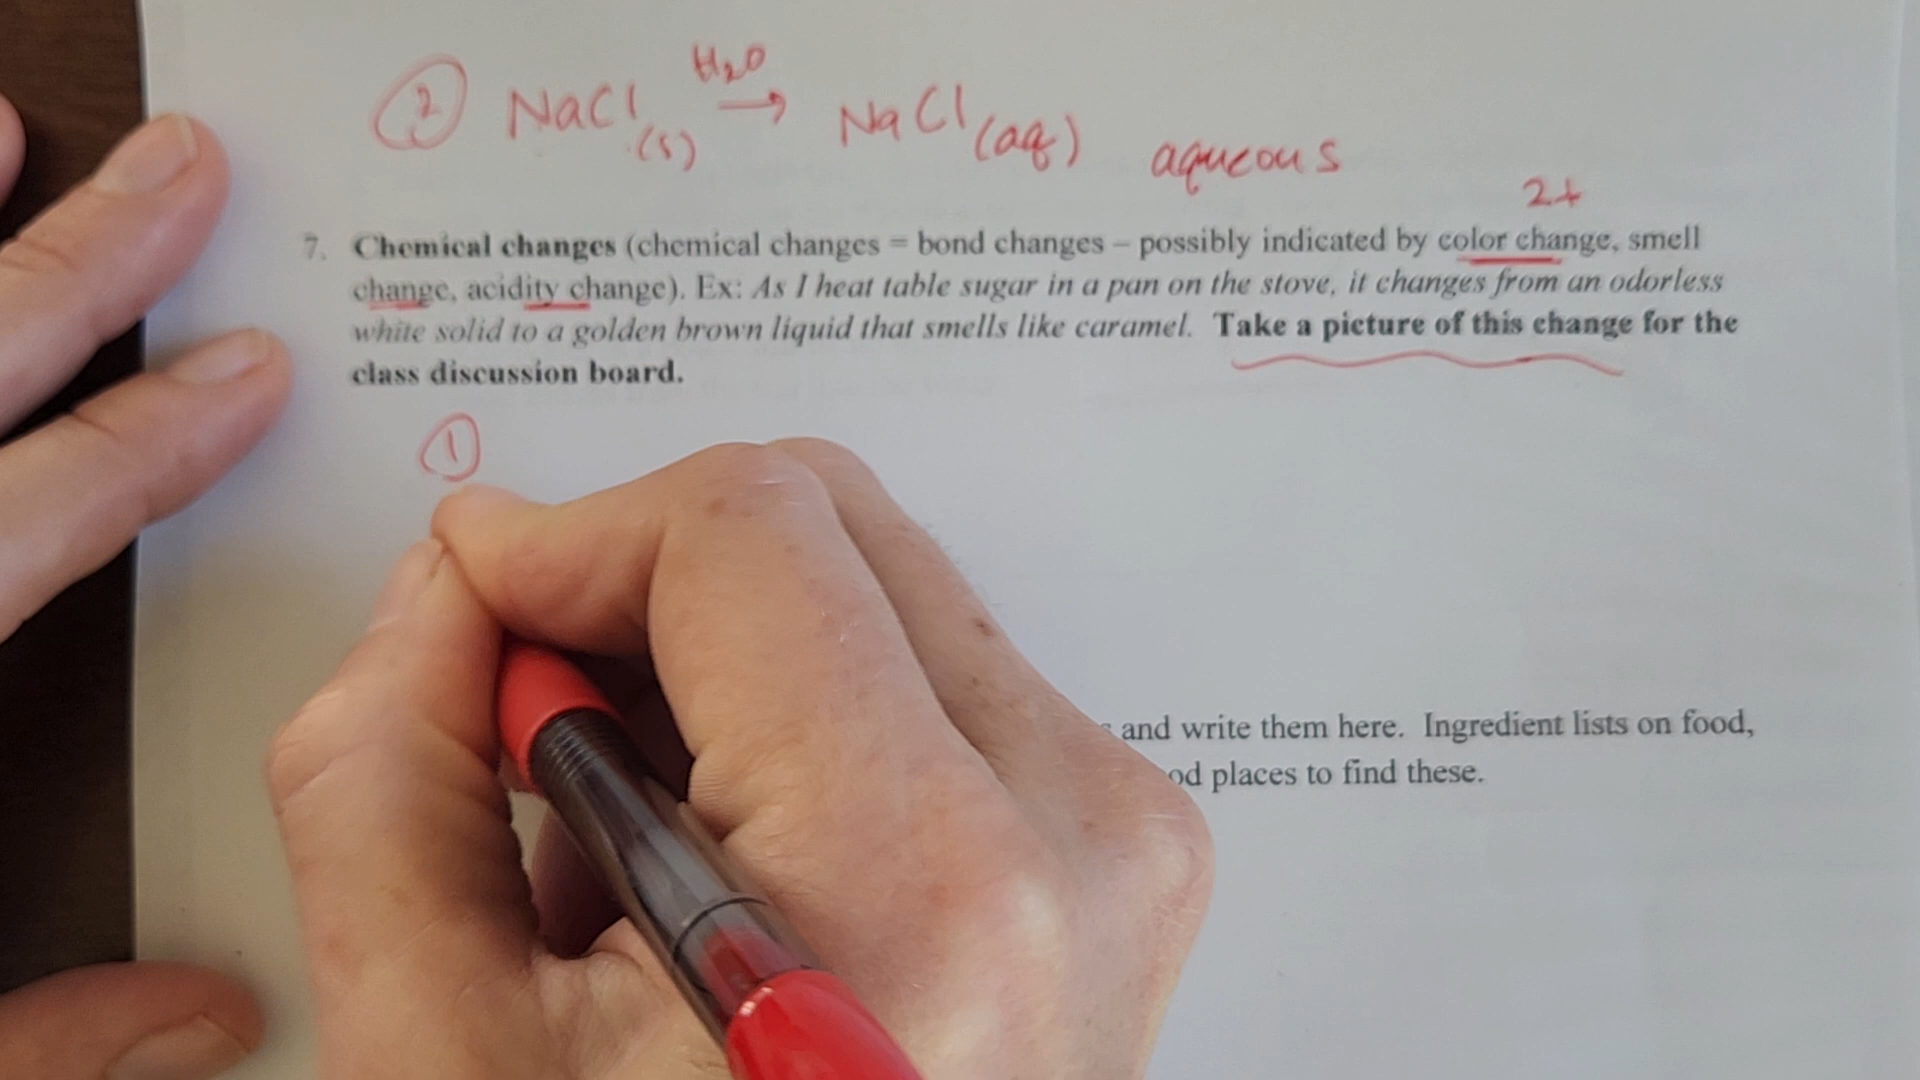 ② NaCl(s) H₂O → NaCl(aq) aqueous
2+
7. Chemical changes (chemical changes = bond changes – possibly indicated by color change, smell
change, acidity change). Ex: As I heat table sugar in a pan on the stove, it changes from an odorless
white solid to a golden brown liquid that smells like caramel. Take a picture of this change for the
class discussion board.
①
and write them here. Ingredient lists on food,
places to find these.